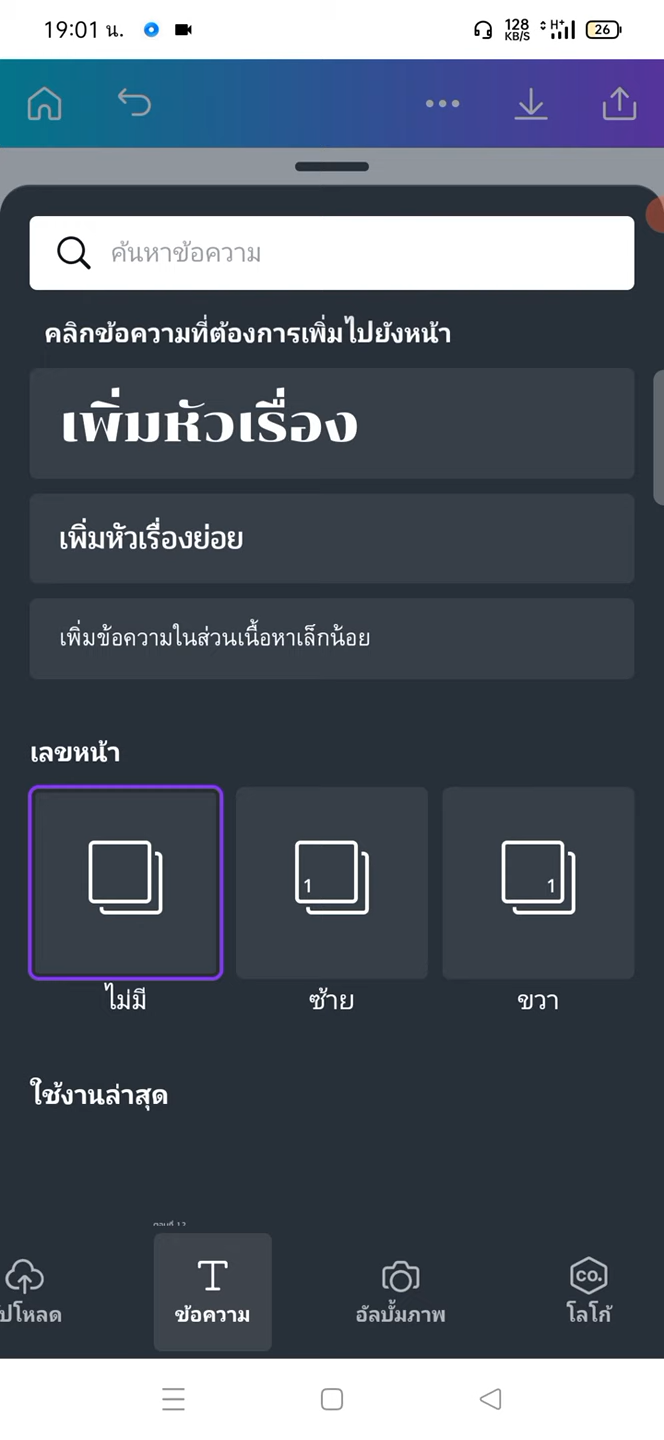 19:01 น.
128 KB/S
H+
26
ค้นหาข้อความ
คลิกข้อความที่ต้องการเพิ่มไปยังหน้า
เพิ่มหัวเรื่อง
เพิ่มหัวเรื่องย่อย
เพิ่มข้อความในส่วนเนื้อหาเล็กน้อย
เลขหน้า
1
1
ไม่มี
ซ้าย
ขวา
ใช้งานล่าสุด
ตอนที่ 17
CO.
ปโหลด
ข้อความ
อัลบั้มภาพ
โลโก้